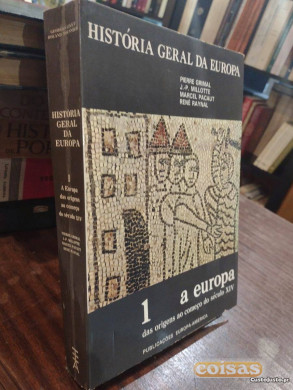 HISTÓRIA GERAL DA EUROPA
PIERRE GRIMAL
J.-P. MILLOTTE
MARCEL PACAUT
RENÉ RAYNAL
1 a europa
das origens ao começo do século XIV
PUBLICAÇÕES EUROPA-AMÉRICA
HISTÓRIA
GERAL DA
EUROPA
1
A Europa
das origens
ao começo
do século XIV
coisas